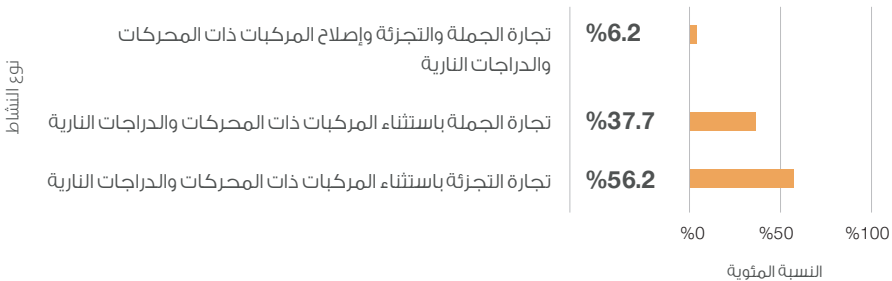 نوع النشاط
تجارة الجملة والتجزئة وإصلاح المركبات ذات المحركات
والدراجات النارية
%6.2
تجارة الجملة باستثناء المركبات ذات المحركات والدراجات النارية
%37.7
تجارة التجزئة باستثناء المركبات ذات المحركات والدراجات النارية
%56.2
%0 %50 %100
النسبة المئوية